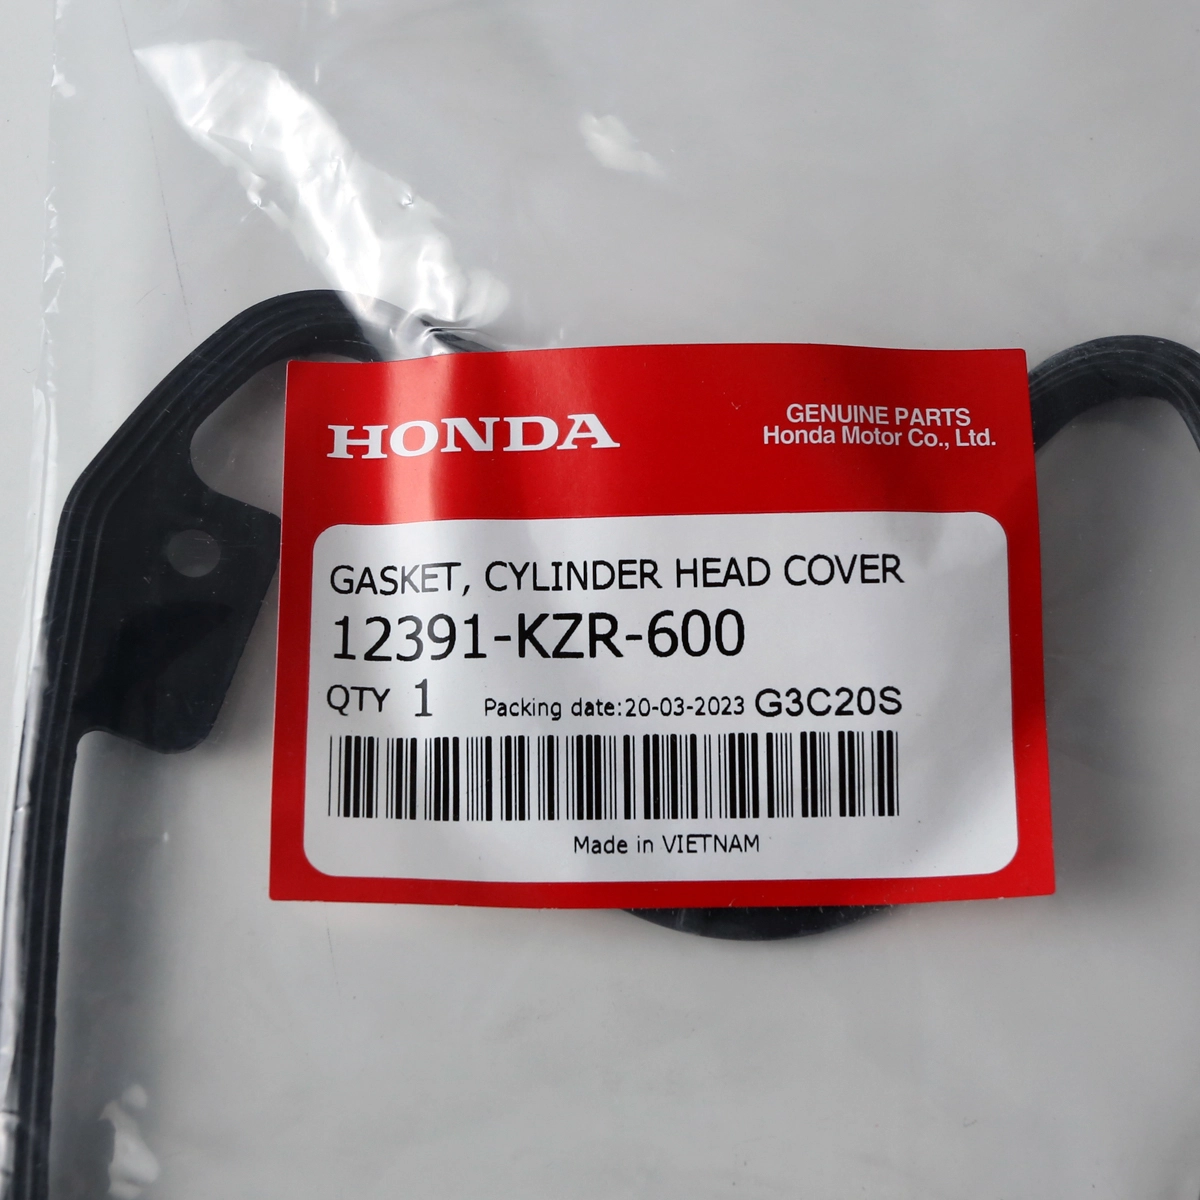 HONDA
GENUINE PARTS
Honda Motor Co., Ltd.
GASKET, CYLINDER HEAD COVER
12391-KZR-600
QTY 1 Packing date:20-03-2023 G3C20S
Made in VIETNAM